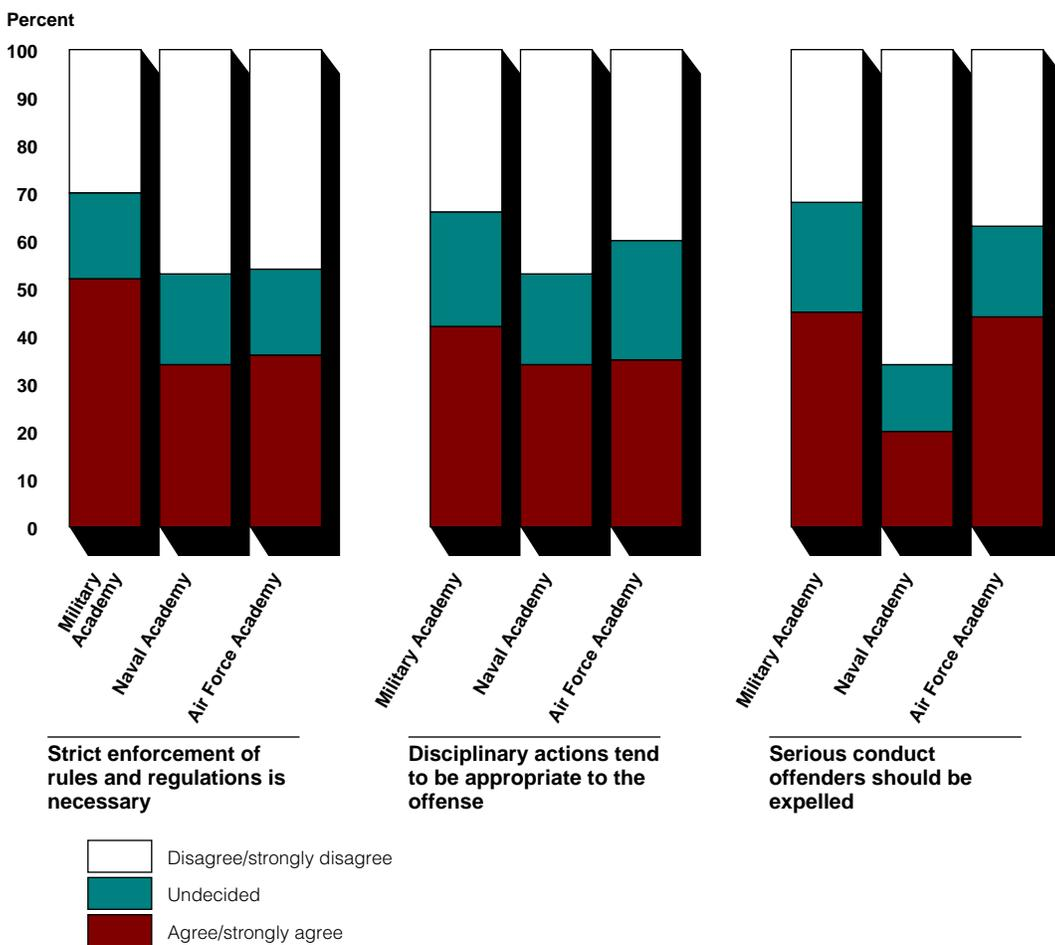 Percent
100
90
80
70
60
50
40
30
20
10
0
Military
Academy
Naval Academy
Air Force Academy
Military Academy
Naval Academy
Air Force Academy
Military Academy
Naval Academy
Air Force Academy
Strict enforcement of
rules and regulations is
necessary
Disciplinary actions tend
to be appropriate to the
offense
Serious conduct
offenders should be
expelled
Disagree/strongly disagree
Undecided
Agree/strongly agree